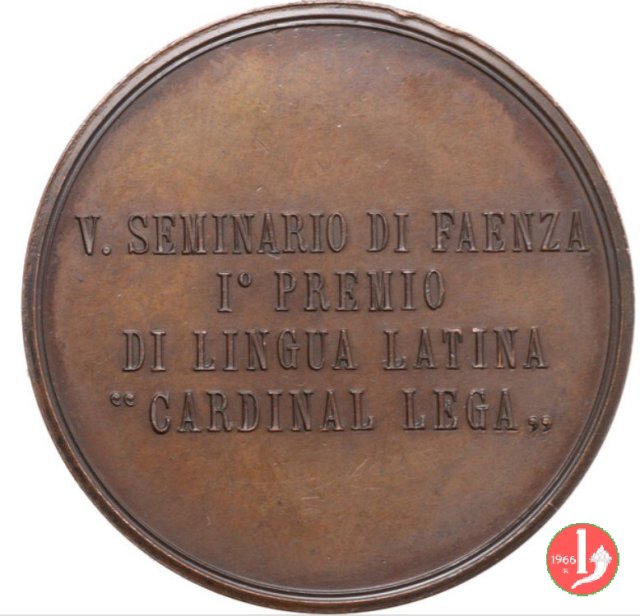 V. SEMINARIO DI FAENZA
I° PREMIO
DI LINGUA LATINA
“ CARDINAL LEGA „
1966